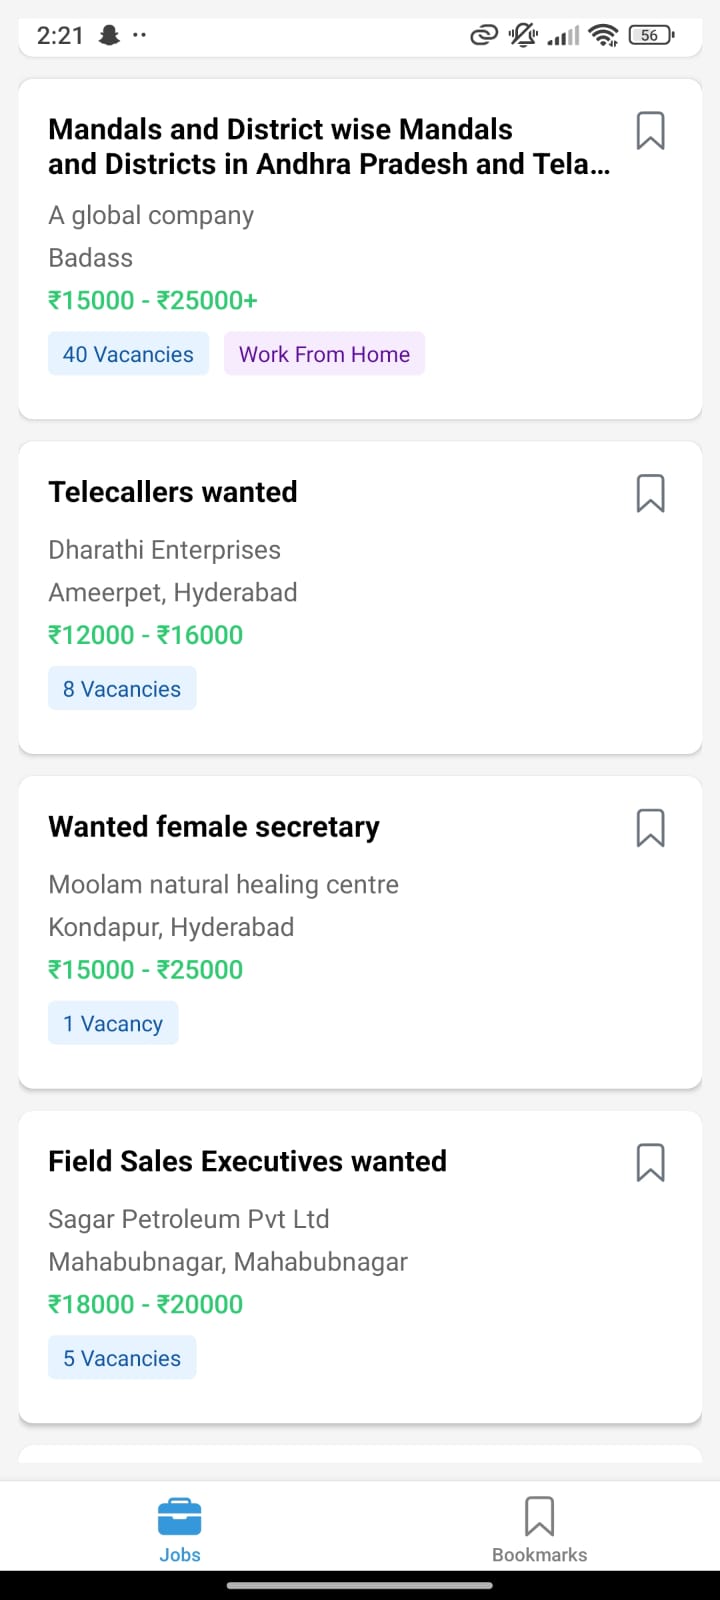 2:21
56
Mandals and District wise Mandals
and Districts in Andhra Pradesh and Tela...
A global company
Badass
₹15000 - ₹25000+
40 Vacancies Work From Home
Telecallers wanted
Dharathi Enterprises
Ameerpet, Hyderabad
₹12000 - ₹16000
8 Vacancies
Wanted female secretary
Moolam natural healing centre
Kondapur, Hyderabad
₹15000 - ₹25000
1 Vacancy
Field Sales Executives wanted
Sagar Petroleum Pvt Ltd
Mahabubnagar, Mahabubnagar
₹18000 - ₹20000
5 Vacancies
Jobs Bookmarks